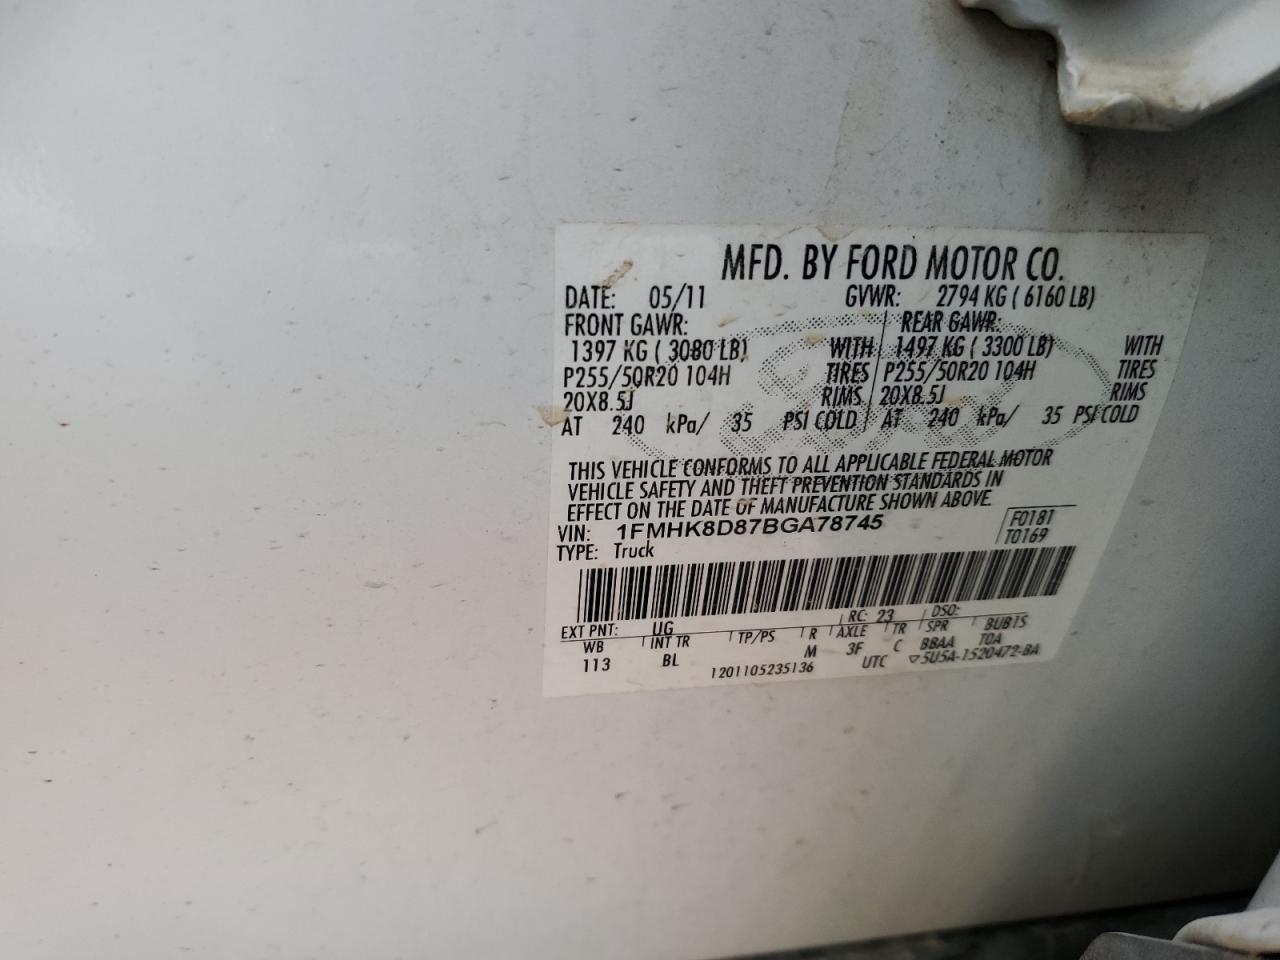 MFD. BY FORD MOTOR CO.
DATE: 05/11 GVWR: 2794 KG ( 6160 LB)
FRONT GAWR: REAR GAWR:
1397 KG ( 3080 LB) WITH 1497 KG ( 3300 LB) WITH
P255/50R20 104H TIRES P255/50R20 104H TIRES
20X8.5J RIMS 20X8.5J RIMS
AT 240 kPa/ 35 PSI COLD AT 240 kPa/ 35 PSI COLD
THIS VEHICLE CONFORMS TO ALL APPLICABLE FEDERAL MOTOR
VEHICLE SAFETY AND THEFT PREVENTION STANDARDS IN
EFFECT ON THE DATE OF MANUFACTURE SHOWN ABOVE.
VIN: 1FMHK8D87BGA78745 F0181
TYPE: Truck T0169
EXT PNT: UG RC: 23 DSO:
WB INT TR TP/PS R AXLE TR SPR BUB15
113 BL M 3F C BBAA TOA
1201105235136 UTC ▽5U5A-1520472-BA